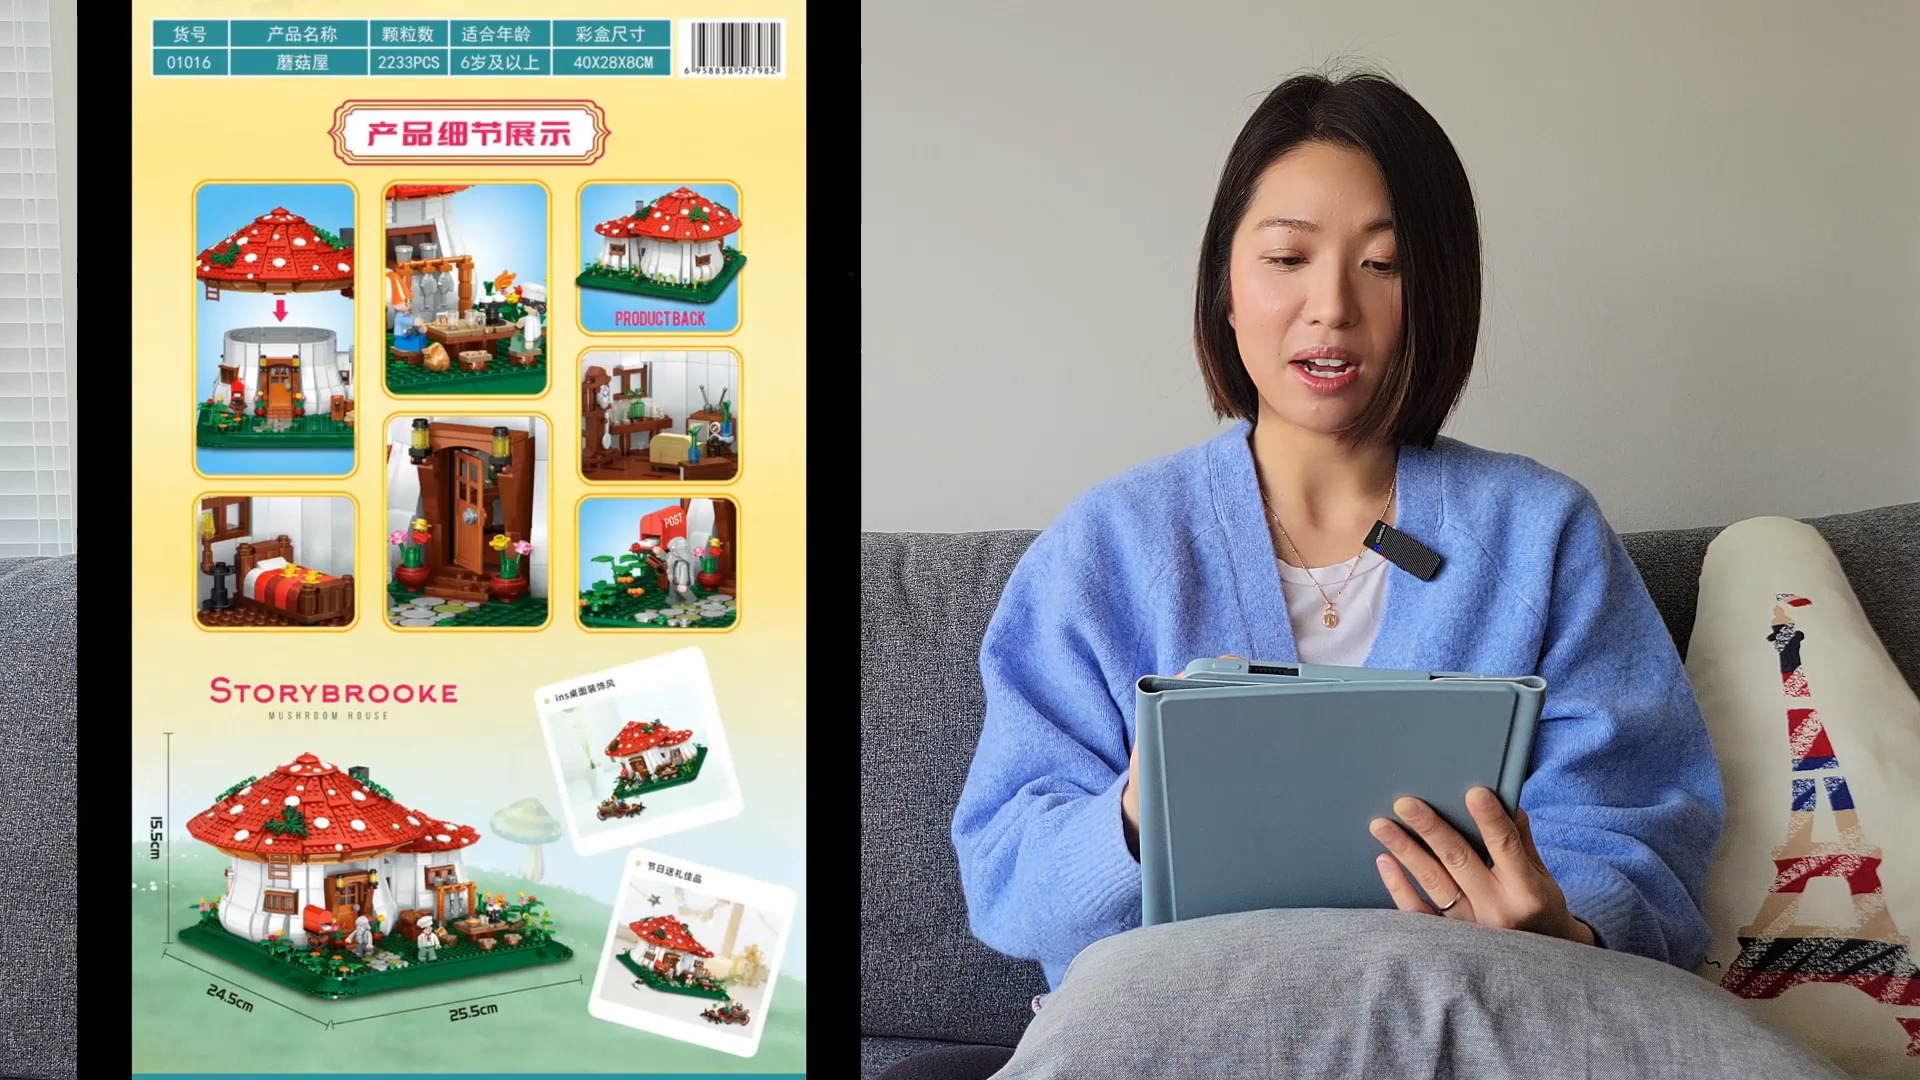 货号 产品名称 颗粒数 适合年龄 彩盒尺寸
01016 蘑菇屋 2233PCS 6岁及以上 40X28X8CM
6 958838 527982
产品细节展示
PRODUCT BACK
POST
STORYBROOKE
MUSHROOM HOUSE
ins桌面装饰风
15.5cm
节日送礼佳品
24.5cm
25.5cm